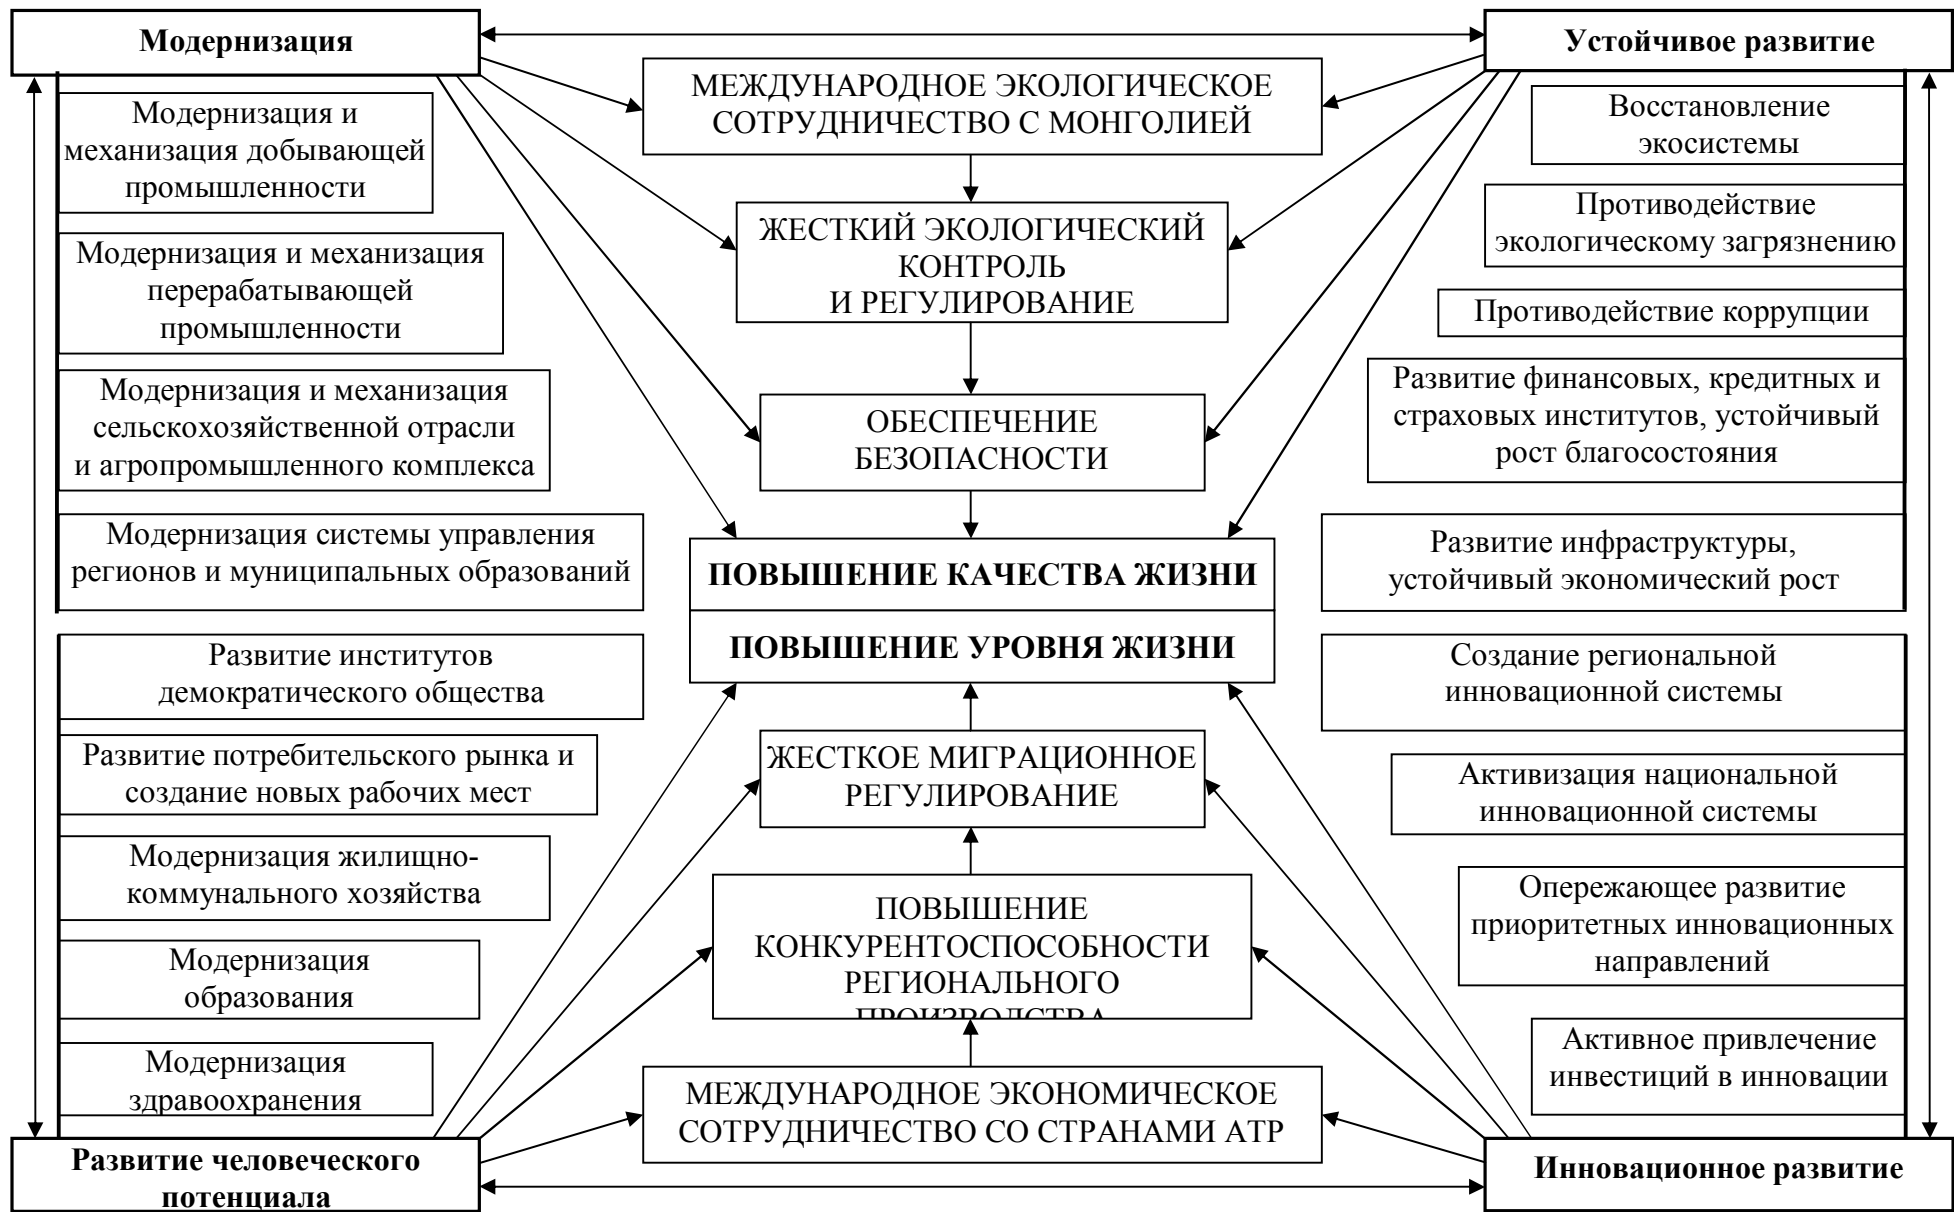 Модернизация
Устойчивое развитие
МЕЖДУНАРОДНОЕ ЭКОЛОГИЧЕСКОЕ
СОТРУДНИЧЕСТВО С МОНГОЛИЕЙ
Модернизация и
механизация добывающей
промышленности
Восстановление
экосистемы
ЖЕСТКИЙ ЭКОЛОГИЧЕСКИЙ
КОНТРОЛЬ
И РЕГУЛИРОВАНИЕ
Противодействие
экологическому загрязнению
Модернизация и механизация
перерабатывающей
промышленности
Противодействие коррупции
Модернизация и механизация
сельскохозяйственной отрасли
и агропромышленного комплекса
ОБЕСПЕЧЕНИЕ
БЕЗОПАСНОСТИ
Развитие финансовых, кредитных и
страховых институтов, устойчивый
рост благосостояния
Модернизация системы управления
регионов и муниципальных образований
Развитие инфраструктуры,
устойчивый экономический рост
ПОВЫШЕНИЕ КАЧЕСТВА ЖИЗНИ
ПОВЫШЕНИЕ УРОВНЯ ЖИЗНИ
Развитие институтов
демократического общества
Создание региональной
инновационной системы
Развитие потребительского рынка и
создание новых рабочих мест
ЖЕСТКОЕ МИГРАЦИОННОЕ
РЕГУЛИРОВАНИЕ
Активизация национальной
инновационной системы
Модернизация жилищно-
коммунального хозяйства
ПОВЫШЕНИЕ
КОНКУРЕНТОСПОСОБНОСТИ
РЕГИОНАЛЬНОГО
ПРОИЗВОДСТВА
Опережающее развитие
приоритетных инновационных
направлений
Модернизация
образования
Модернизация
здравоохранения
МЕЖДУНАРОДНОЕ ЭКОНОМИЧЕСКОЕ
СОТРУДНИЧЕСТВО СО СТРАНАМИ АТР
Активное привлечение
инвестиций в инновации
Развитие человеческого
потенциала
Инновационное развитие